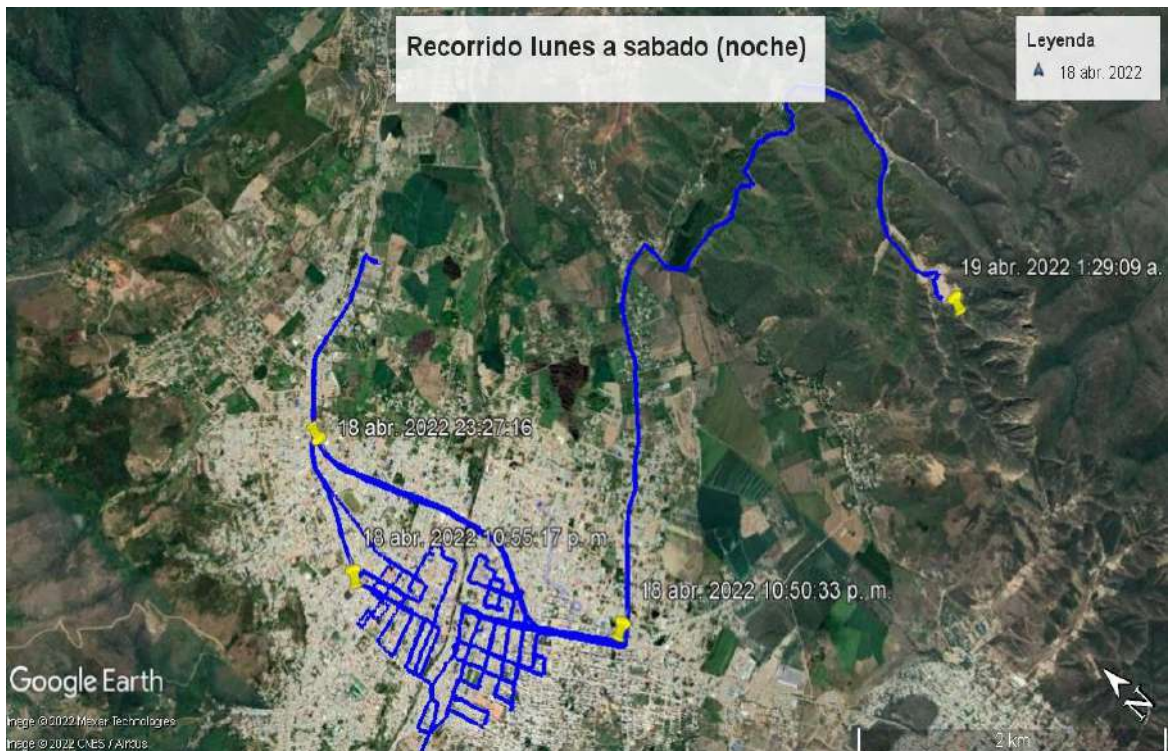 Recorrido lunes a sabado (noche)
Leyenda
18 abr. 2022
19 abr. 2022 1:29:09 a.
18 abr. 2022 23:27:16
18 abr. 2022 10:55:17 p. m
18 abr. 2022 10:50:33 p. m.
Google Earth
N
Image © 2022 Maxar Technologies
Image © 2022 CNES / Airbus
2 km